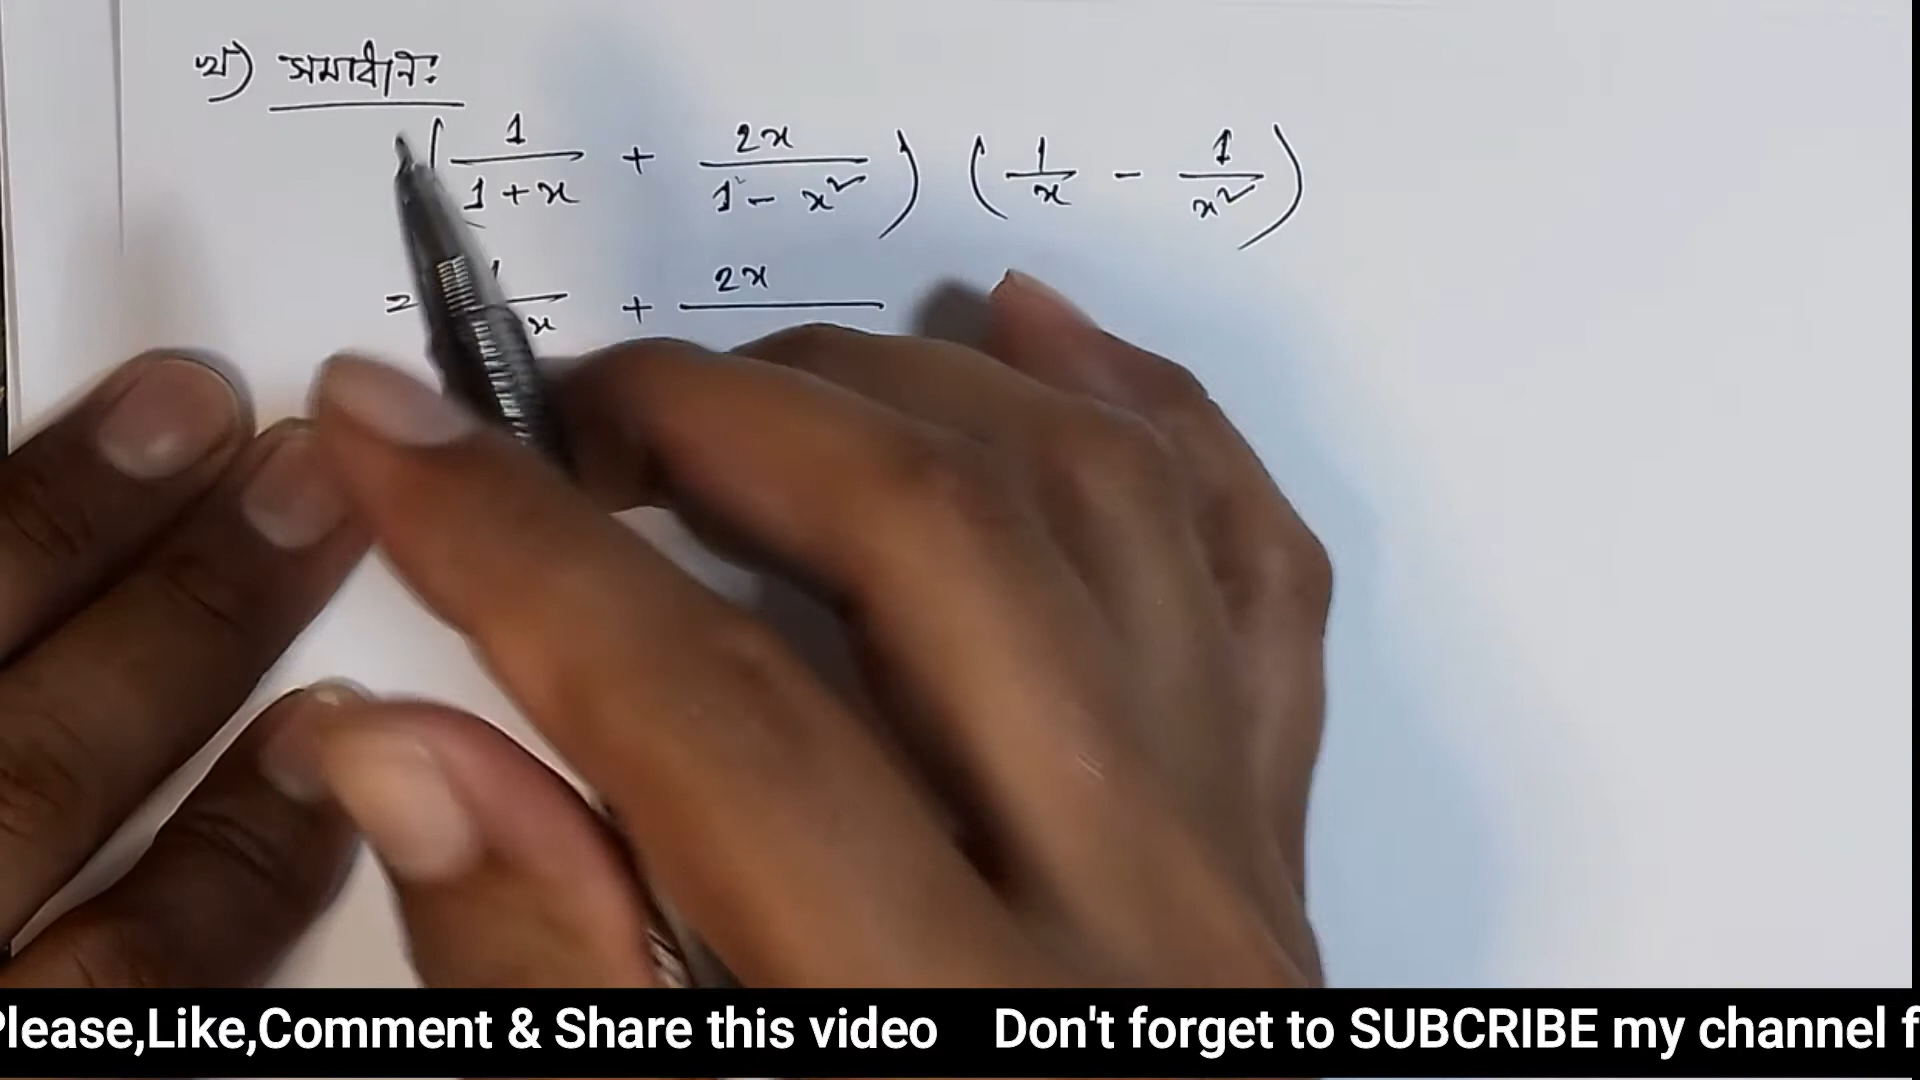 খ) সমাধানঃ
( 1/(1+x) + 2x/(1²-x²) ) ( 1/x - 1/x² )
= 1/x + 2x/
Please,Like,Comment & Share this video Don't forget to SUBCRIBE my channel f